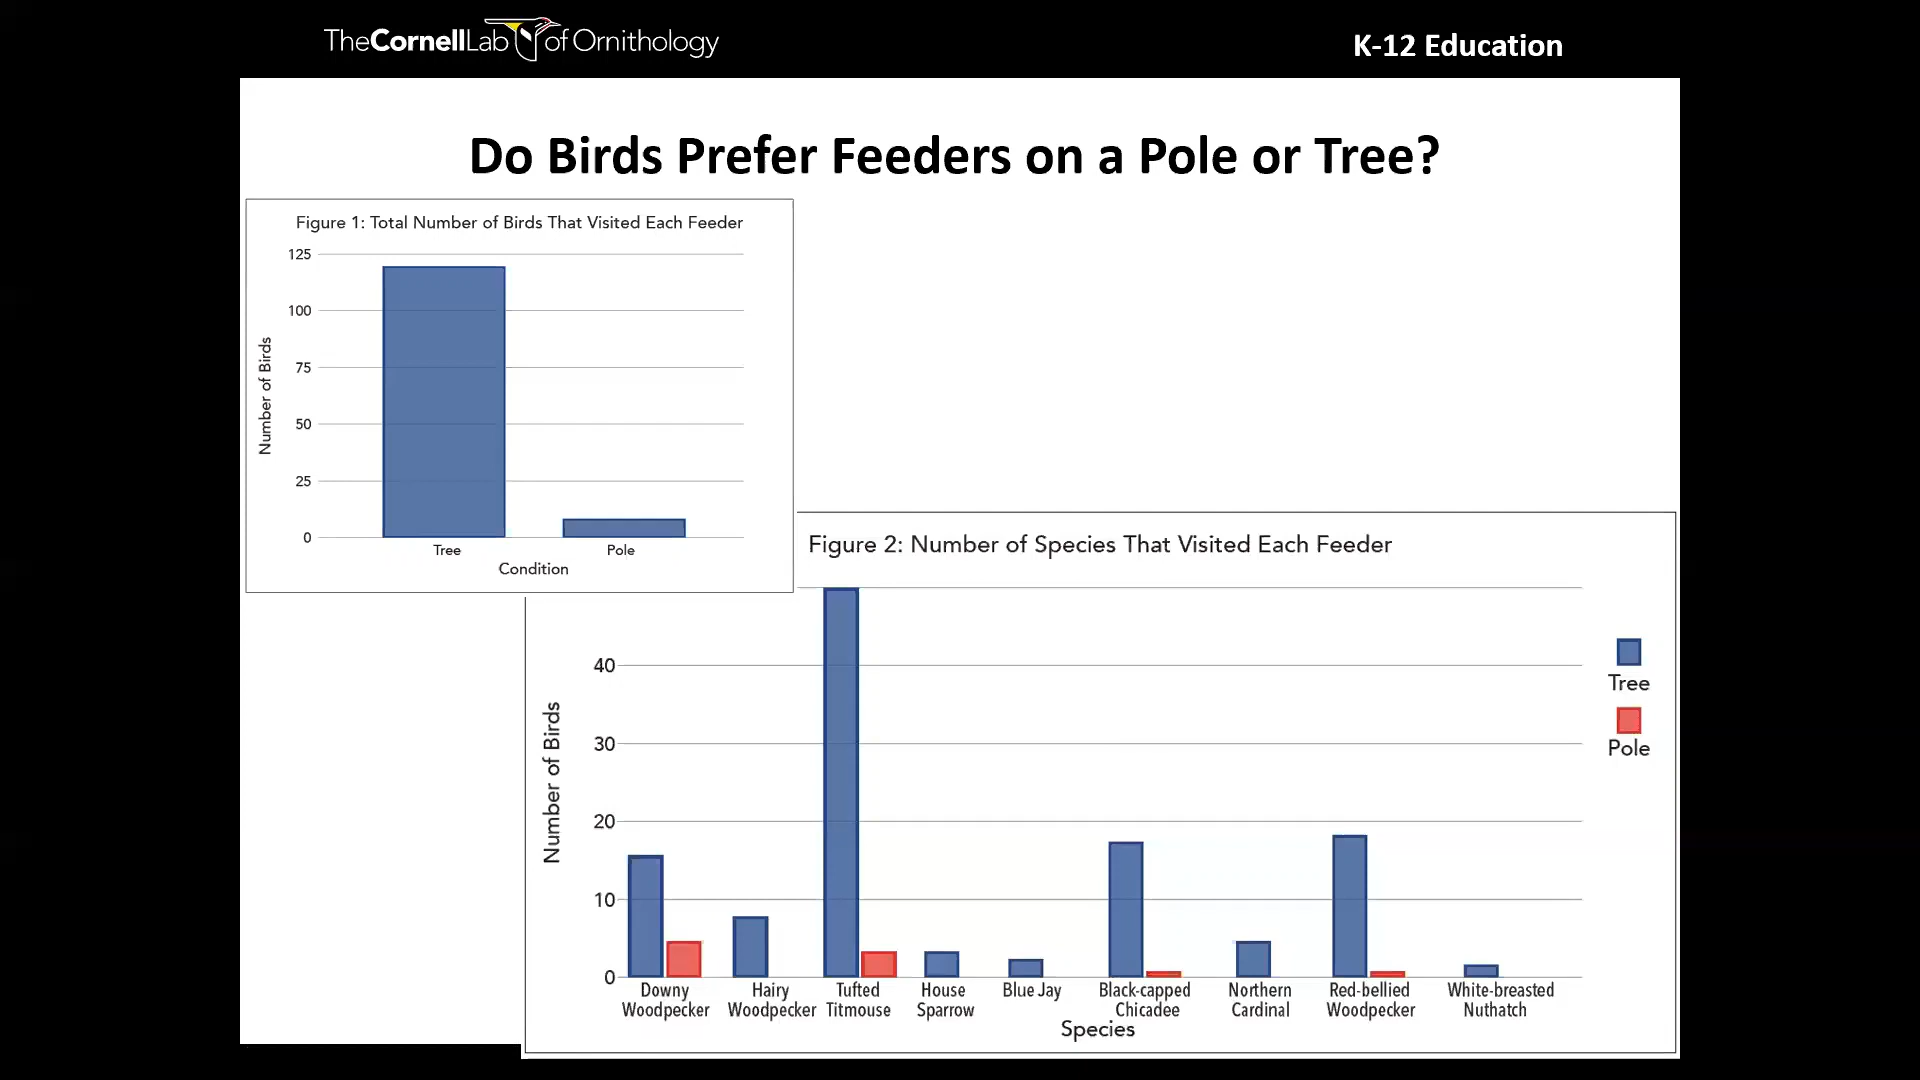 TheCornellLab of Ornithology
K-12 Education
Do Birds Prefer Feeders on a Pole or Tree?
Figure 1: Total Number of Birds That Visited Each Feeder
125
100
75
50
25
0
Number of Birds
Tree Pole
Condition
Figure 2: Number of Species That Visited Each Feeder
40
30
20
10
0
Number of Birds
Tree
Pole
Downy Woodpecker
Hairy Woodpecker
Tufted Titmouse
House Sparrow
Blue Jay
Black-capped Chicadee
Northern Cardinal
Red-bellied Woodpecker
White-breasted Nuthatch
Species